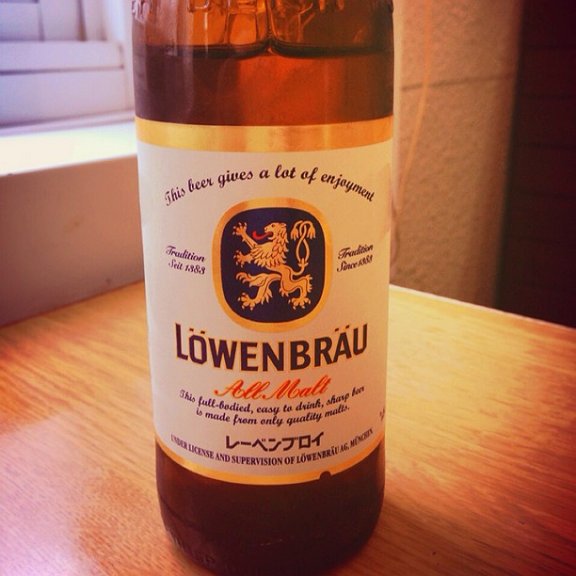 This beer gives a lot of enjoyment
Tradition
Seit 1383
Tradition
Since 1383
LÖWENBRÄU
All Malt
This full-bodied, easy to drink, sharp beer
is made from only quality malts.
レーベンブロイ
UNDER LICENSE AND SUPERVISION OF LÖWENBRÄU AG, MÜNCHEN.